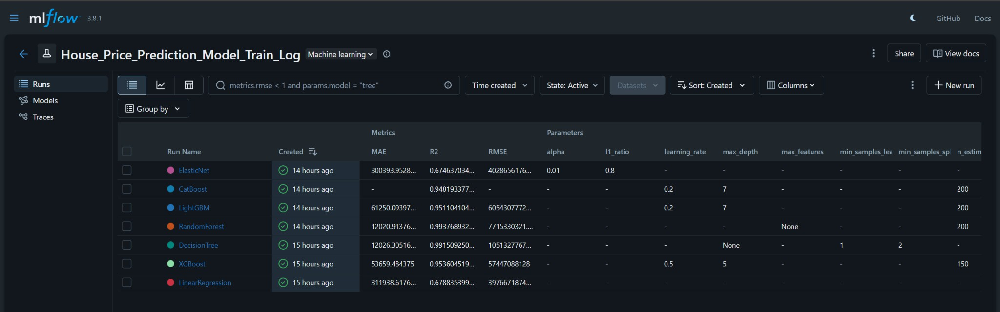 mlflow 3.8.1 GitHub Docs
House_Price_Prediction_Model_Train_Log Machine learning Share View docs
Runs
Models
Traces
metrics.rmse < 1 and params.model = "tree" Time created State: Active Datasets Sort: Created Columns New run
Group by
Metrics Parameters
Run Name Created MAE R2 RMSE alpha l1_ratio learning_rate max_depth max_features min_samples_lea min_samples_spl n_estim
ElasticNet 14 hours ago 300393.9528... 0.674637034... 4028656176... 0.01 0.8 - - - - - -
CatBoost 14 hours ago - 0.948193377... - - - 0.2 7 - - - 200
LightGBM 14 hours ago 61250.09397... 0.951104104... 6054307772... - - 0.2 7 - - - 200
RandomForest 14 hours ago 12020.91376... 0.993768932... 7715330321.... - - - - None - - 200
DecisionTree 15 hours ago 12026.30516... 0.991509250... 1051327767... - - - None - 1 2 -
XGBoost 15 hours ago 53659.484375 0.953604519... 57447088128 - - 0.5 5 - - - 150
LinearRegression 15 hours ago 311938.6176... 0.678835399... 3976671874... - - - - - - - -